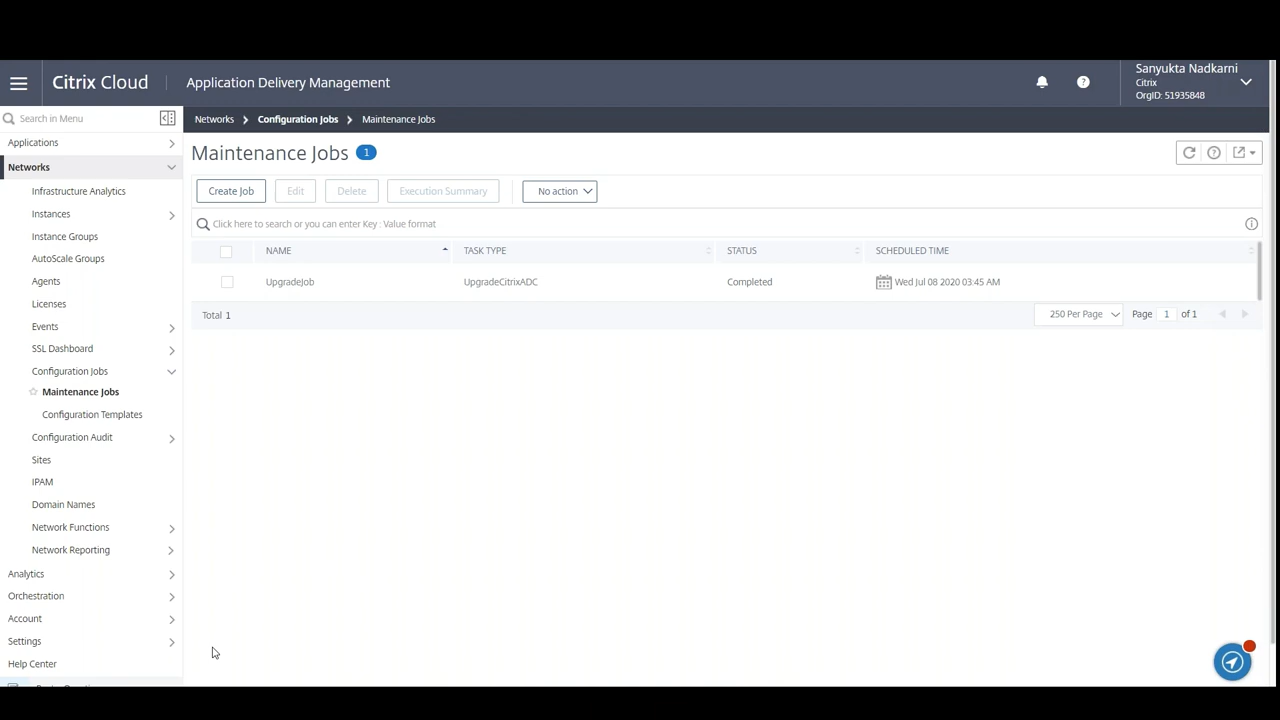 Citrix Cloud
Application Delivery Management
Sanyukta Nadkarni
Citrix
OrgID: 51935848
Search in Menu
Applications
Networks
Infrastructure Analytics
Instances
Instance Groups
AutoScale Groups
Agents
Licenses
Events
SSL Dashboard
Configuration Jobs
Maintenance Jobs
Configuration Templates
Configuration Audit
Sites
IPAM
Domain Names
Network Functions
Network Reporting
Analytics
Orchestration
Account
Settings
Help Center
Networks Configuration Jobs Maintenance Jobs
Maintenance Jobs 1
Create Job Edit Delete Execution Summary No action
Click here to search or you can enter Key : Value format
NAME TASK TYPE STATUS SCHEDULED TIME
UpgradeJob UpgradeCitrixADC Completed Wed Jul 08 2020 03:45 AM
Total 1 250 Per Page Page 1 of 1